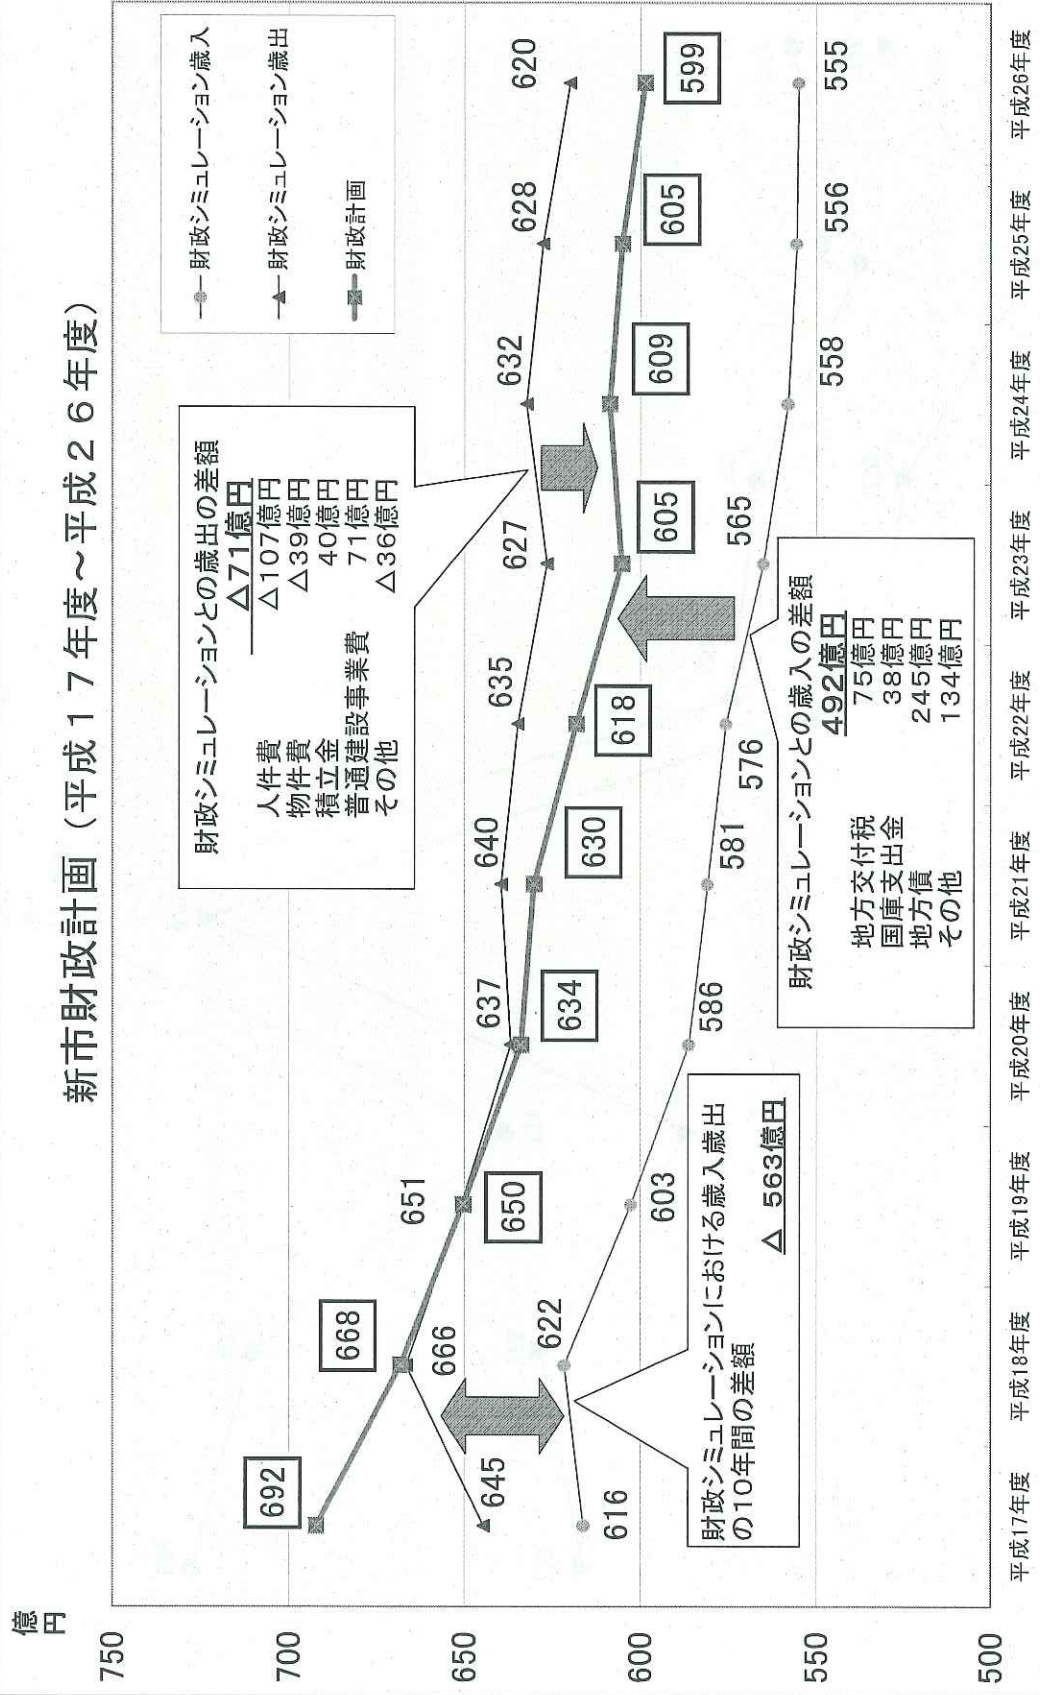 新市財政計画（平成１７年度～平成２６年度）
億円
750
700
650
600
550
500
財政シミュレーション歳入
財政シミュレーション歳出
財政計画
財政シミュレーションとの歳出の差額
△71億円
人件費 △107億円
物件費 △39億円
積立金 40億円
普通建設事業費 71億円
その他 △36億円
692
668
650
634
630
618
605
609
605
599
645
666
651
637
640
635
627
632
628
620
616
622
603
586
581
576
565
558
556
555
財政シミュレーションにおける歳入歳出
の10年間の差額
△ 563億円
財政シミュレーションとの歳入の差額
492億円
地方交付税 75億円
国庫支出金 38億円
地方債 245億円
その他 134億円
平成17年度
平成18年度
平成19年度
平成20年度
平成21年度
平成22年度
平成23年度
平成24年度
平成25年度
平成26年度